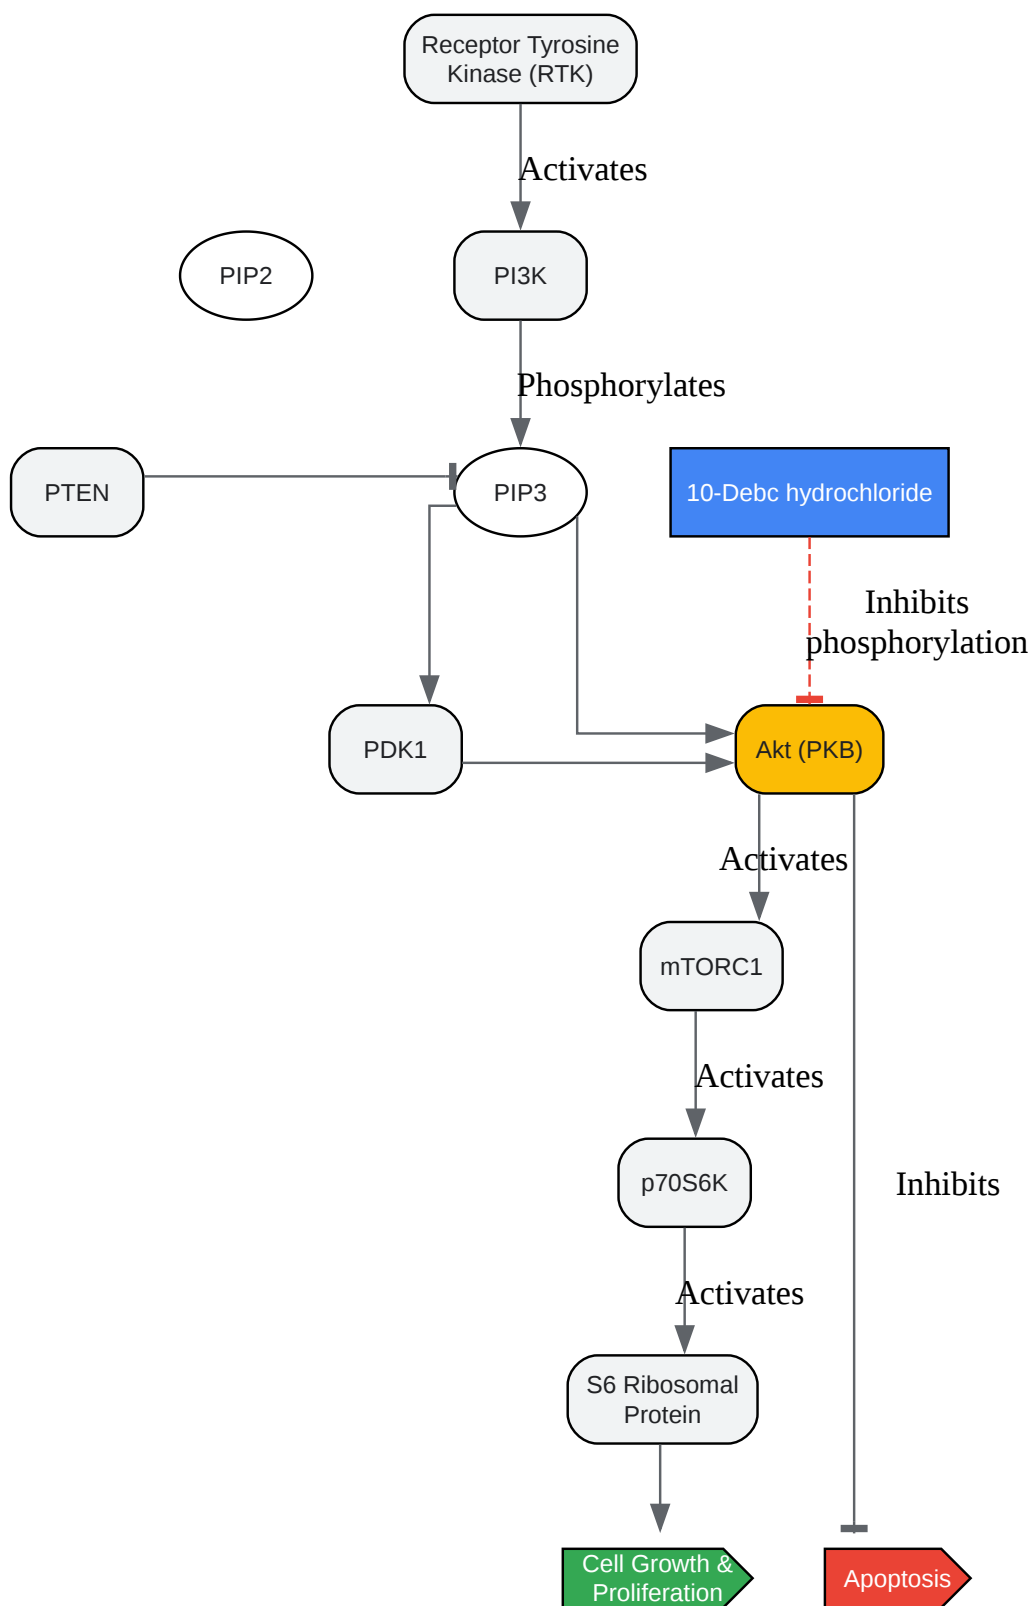 Receptor Tyrosine
Kinase (RTK)
Activates
PIP2
PI3K
Phosphorylates
PTEN
PIP3
10-Debc hydrochloride
Inhibits
phosphorylation
PDK1
Akt (PKB)
Activates
mTORC1
Activates
p70S6K
Inhibits
Activates
S6 Ribosomal
Protein
Cell Growth &
Proliferation
Apoptosis